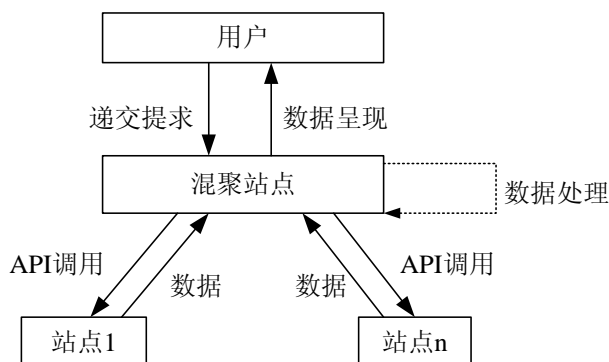 用户
递交提求
数据呈现
混聚站点
数据处理
API调用
数据
数据
API调用
站点1
站点n